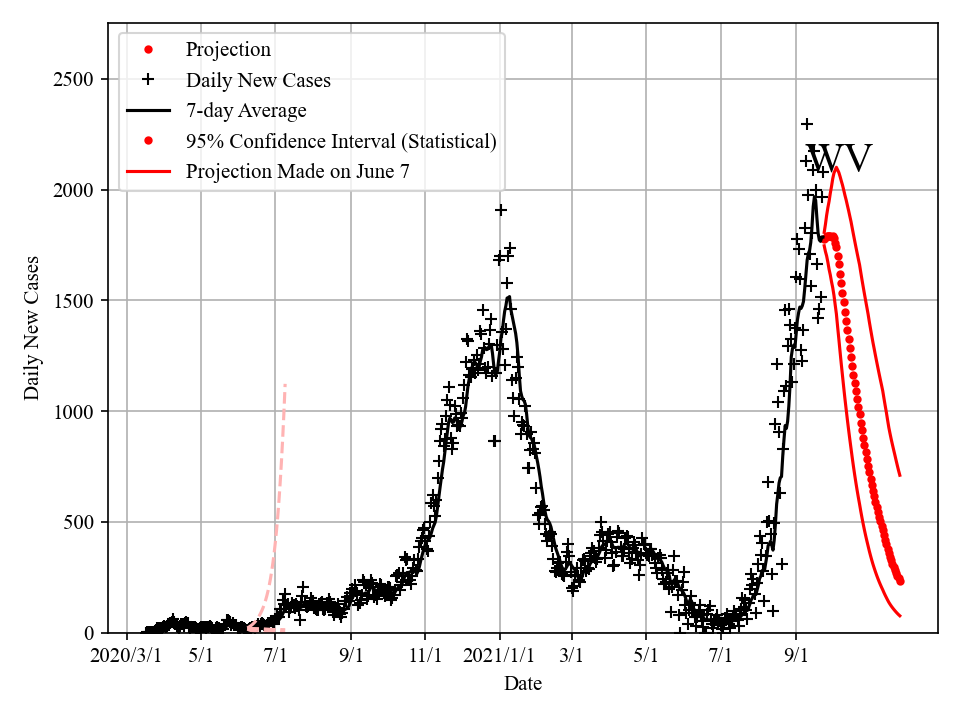 Projection
Daily New Cases
7-day Average
95% Confidence Interval (Statistical)
Projection Made on June 7
WV
2500
2000
1500
1000
500
0
Daily New Cases
2020/3/1 5/1 7/1 9/1 11/1 2021/1/1 3/1 5/1 7/1 9/1
Date